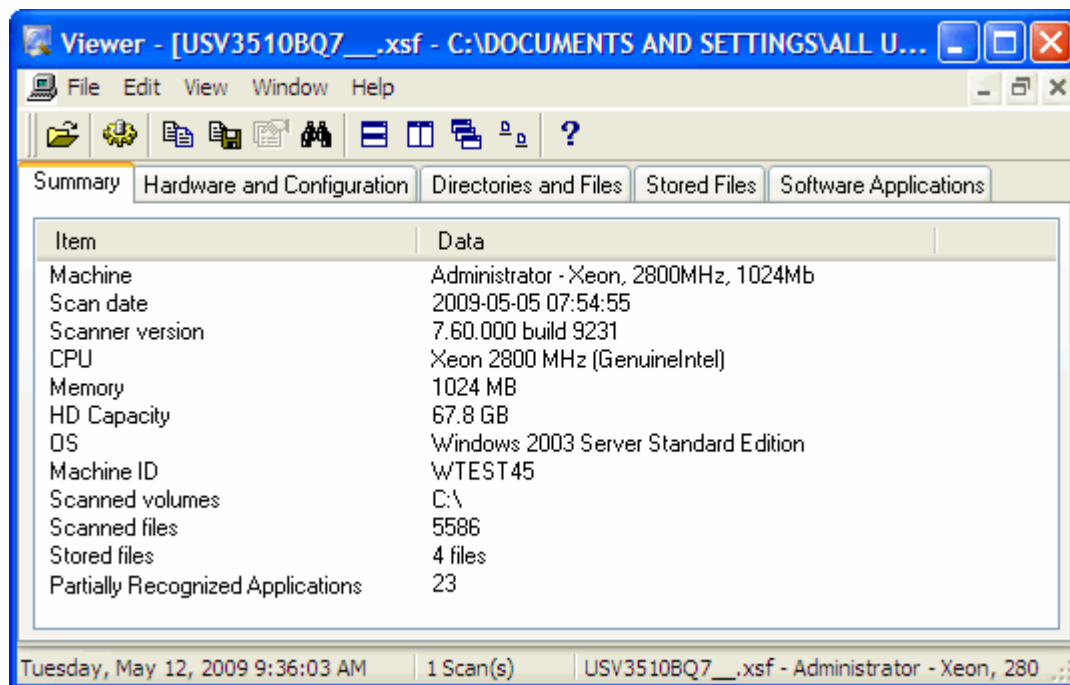 Viewer - [USV3510BQ7__.xsf - C:\DOCUMENTS AND SETTINGS\ALL U...
File Edit View Window Help
?
Summary Hardware and Configuration Directories and Files Stored Files Software Applications
Item Data
Machine Administrator - Xeon, 2800MHz, 1024Mb
Scan date 2009-05-05 07:54:55
Scanner version 7.60.000 build 9231
CPU Xeon 2800 MHz (GenuineIntel)
Memory 1024 MB
HD Capacity 67.8 GB
OS Windows 2003 Server Standard Edition
Machine ID WTEST45
Scanned volumes C:\
Scanned files 5586
Stored files 4 files
Partially Recognized Applications 23
Tuesday, May 12, 2009 9:36:03 AM 1 Scan(s) USV3510BQ7__.xsf - Administrator - Xeon, 280